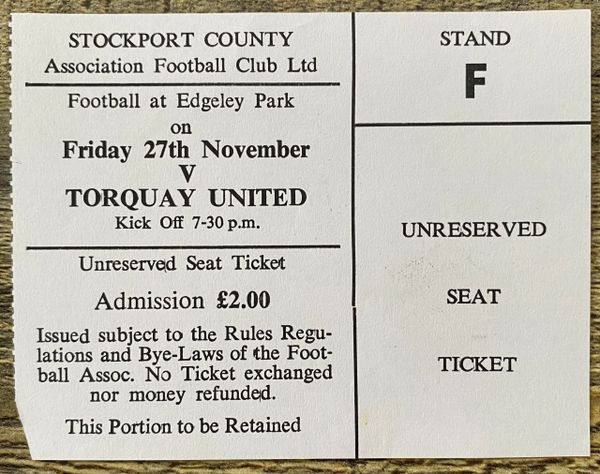 STOCKPORT COUNTY
Association Football Club Ltd
Football at Edgeley Park
on
Friday 27th November
V
TORQUAY UNITED
Kick Off 7-30 p.m.
Unreserved Seat Ticket
Admission £2.00
Issued subject to the Rules Regu-
lations and Bye-Laws of the Foot-
ball Assoc. No Ticket exchanged
nor money refunded.
This Portion to be Retained
STAND
F
UNRESERVED
SEAT
TICKET